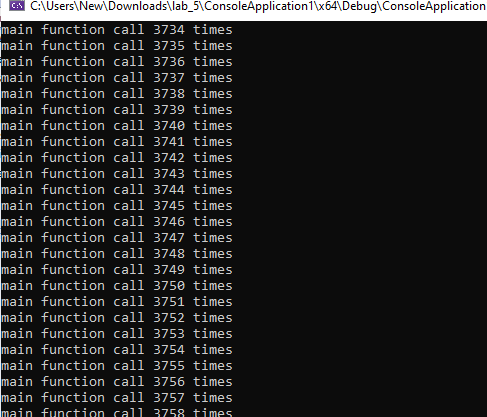 C:\Users\New\Downloads\lab_5\ConsoleApplication1\x64\Debug\ConsoleApplication
main function call 3734 times
main function call 3735 times
main function call 3736 times
main function call 3737 times
main function call 3738 times
main function call 3739 times
main function call 3740 times
main function call 3741 times
main function call 3742 times
main function call 3743 times
main function call 3744 times
main function call 3745 times
main function call 3746 times
main function call 3747 times
main function call 3748 times
main function call 3749 times
main function call 3750 times
main function call 3751 times
main function call 3752 times
main function call 3753 times
main function call 3754 times
main function call 3755 times
main function call 3756 times
main function call 3757 times
main function call 3758 times